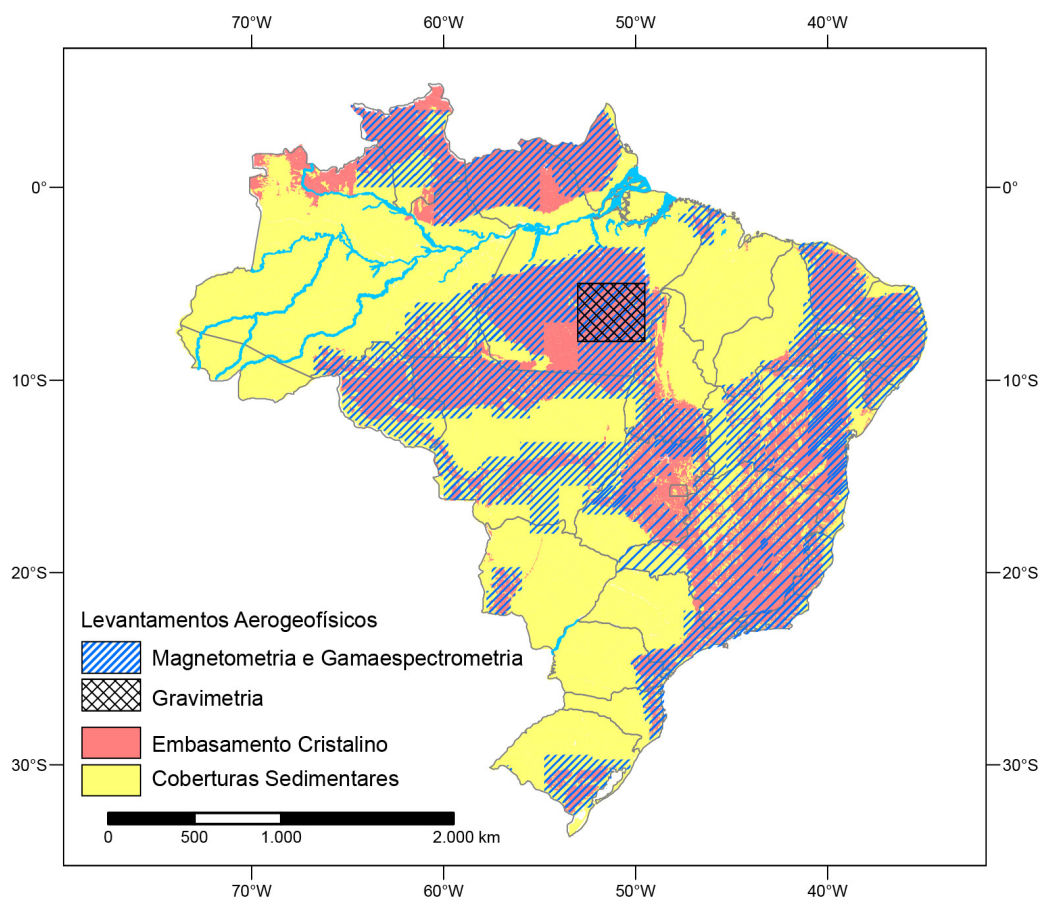 70°W 60°W 50°W 40°W
0° 0°
10°S 10°S
20°S 20°S
Levantamentos Aerogeofísicos
Magnetometria e Gamaespectrometria
Gravimetria
Embasamento Cristalino
Coberturas Sedimentares
30°S 30°S
0 500 1.000 2.000 km
70°W 60°W 50°W 40°W